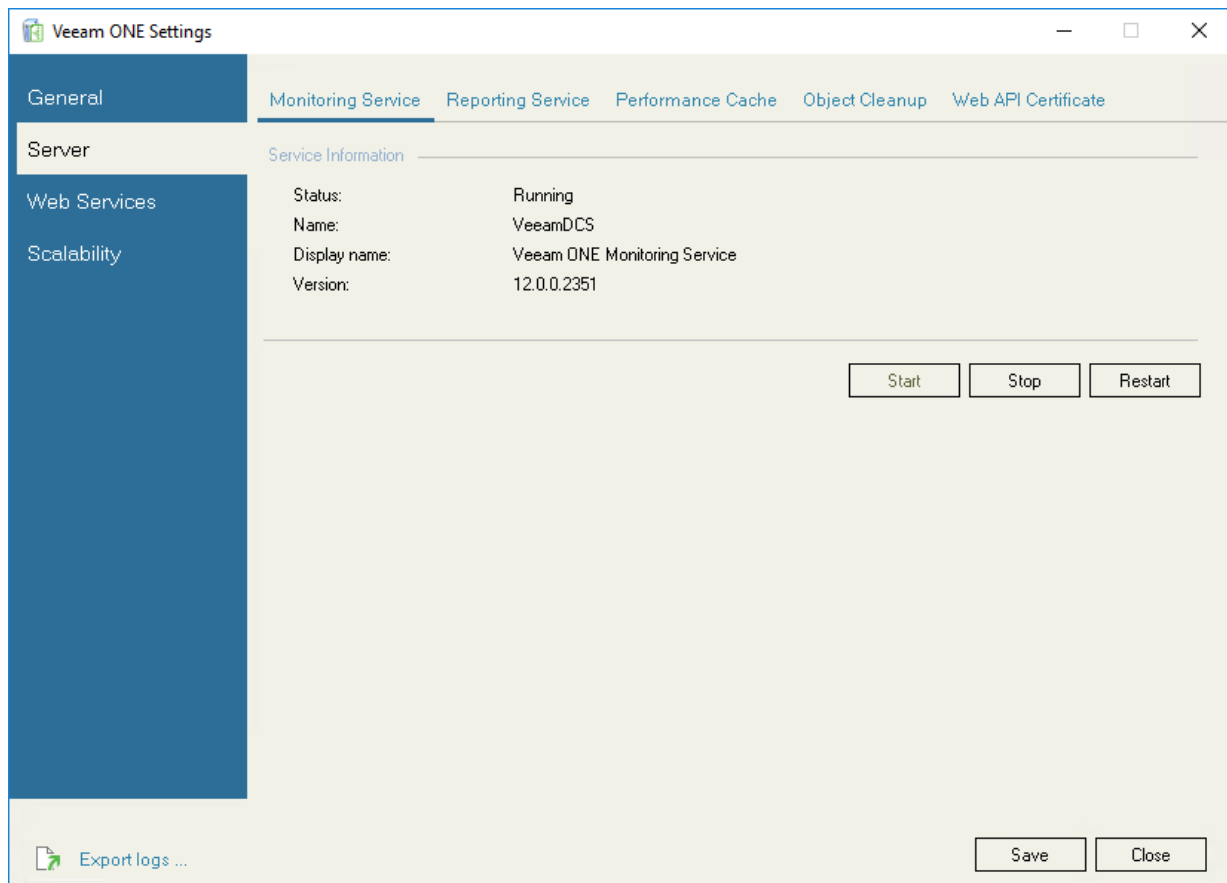 Veeam ONE Settings
General
Server
Web Services
Scalability
Monitoring Service Reporting Service Performance Cache Object Cleanup Web API Certificate
Service Information
Status: Running
Name: VeeamDCS
Display name: Veeam ONE Monitoring Service
Version: 12.0.0.2351
Start Stop Restart
Export logs ...
Save Close